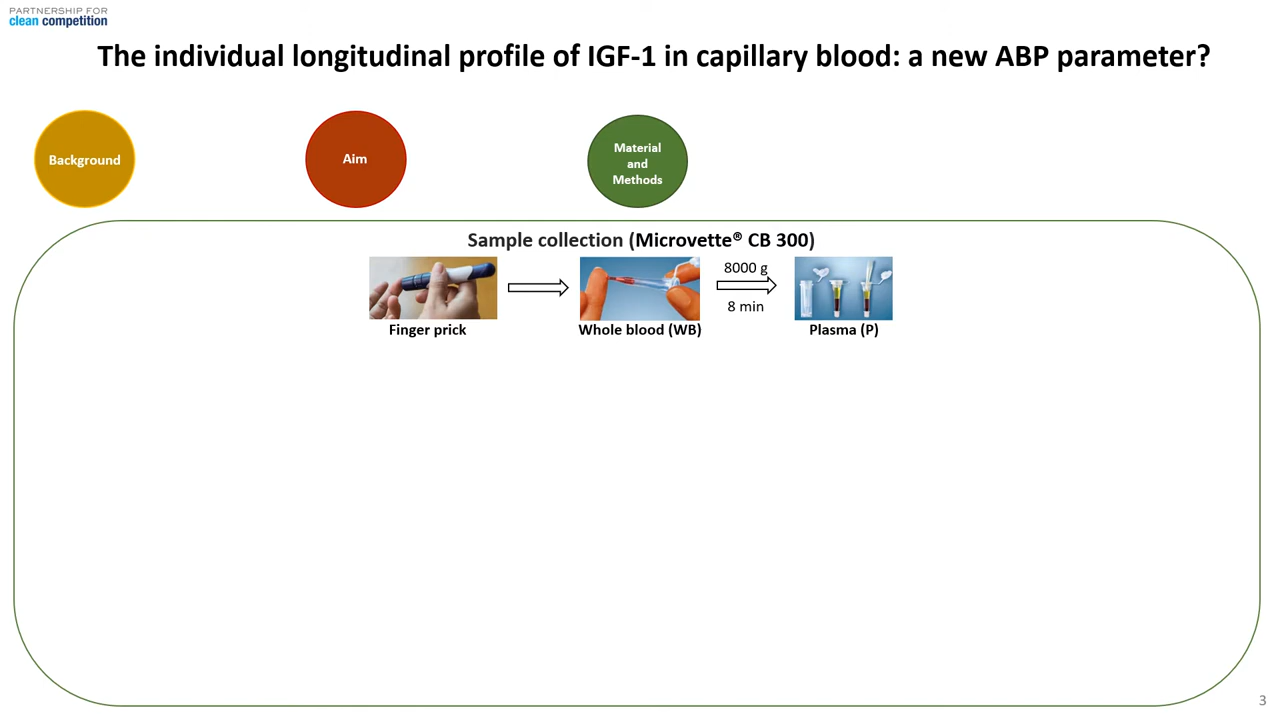 PARTNERSHIP FOR
clean competition
The individual longitudinal profile of IGF-1 in capillary blood: a new ABP parameter?
Background
Aim
Material
and
Methods
Sample collection (Microvette® CB 300)
8000 g
8 min
Finger prick
Whole blood (WB)
Plasma (P)
3